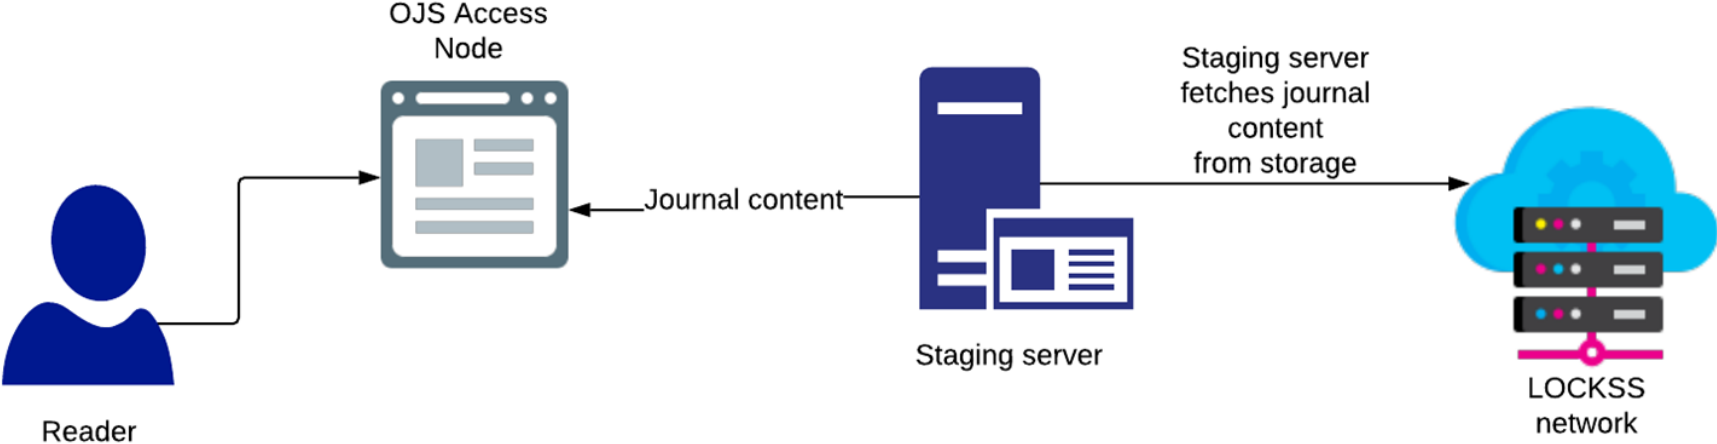 OJS Access
Node
Staging server
fetches journal
content
from storage
Journal content
Staging server
LOCKSS
network
Reader